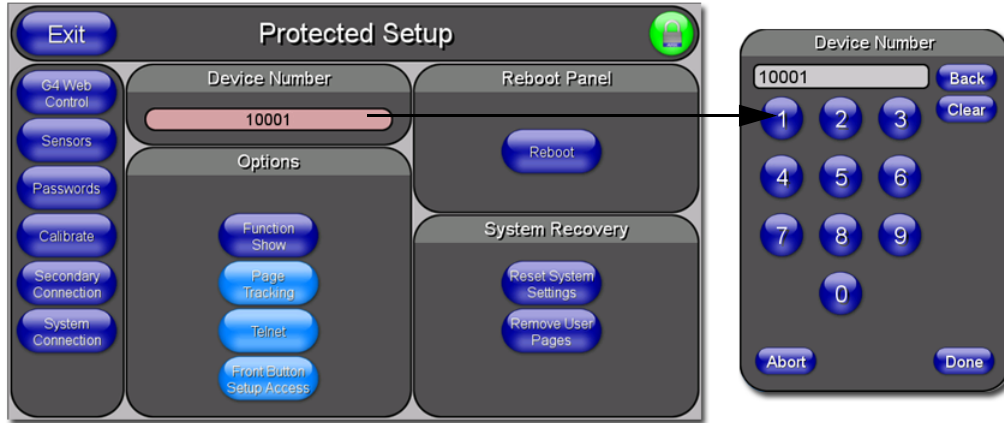 Exit
Protected Setup
G4 Web
Control
Sensors
Passwords
Calibrate
Secondary
Connection
System
Connection
Device Number
10001
Options
Function
Show
Page
Tracking
Telnet
Front Button
Setup Access
Reboot Panel
Reboot
System Recovery
Reset System
Settings
Remove User
Pages
Device Number
10001
Back
Clear
1 2 3
4 5 6
7 8 9
0
Abort
Done